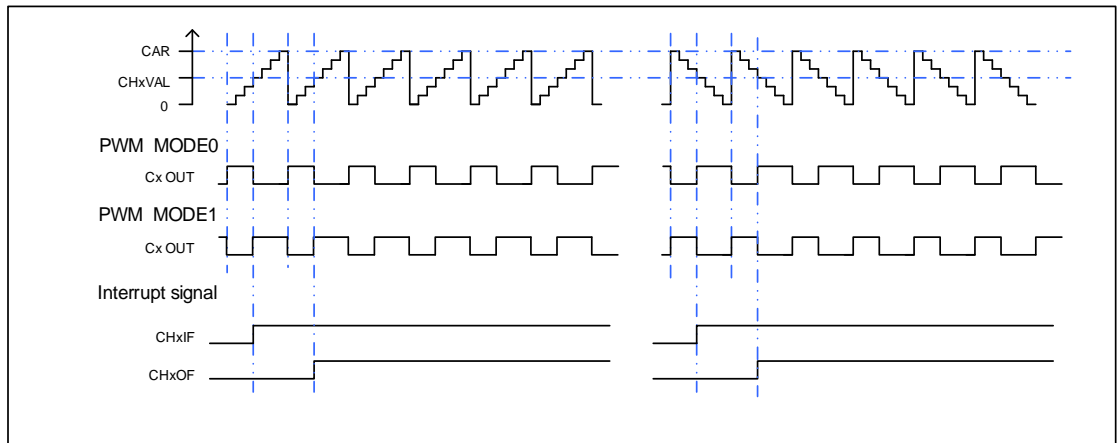 CAR
CHxVAL
0
PWM MODE0
Cx OUT
PWM MODE1
Cx OUT
Interrupt signal
CHxIF
CHxOF